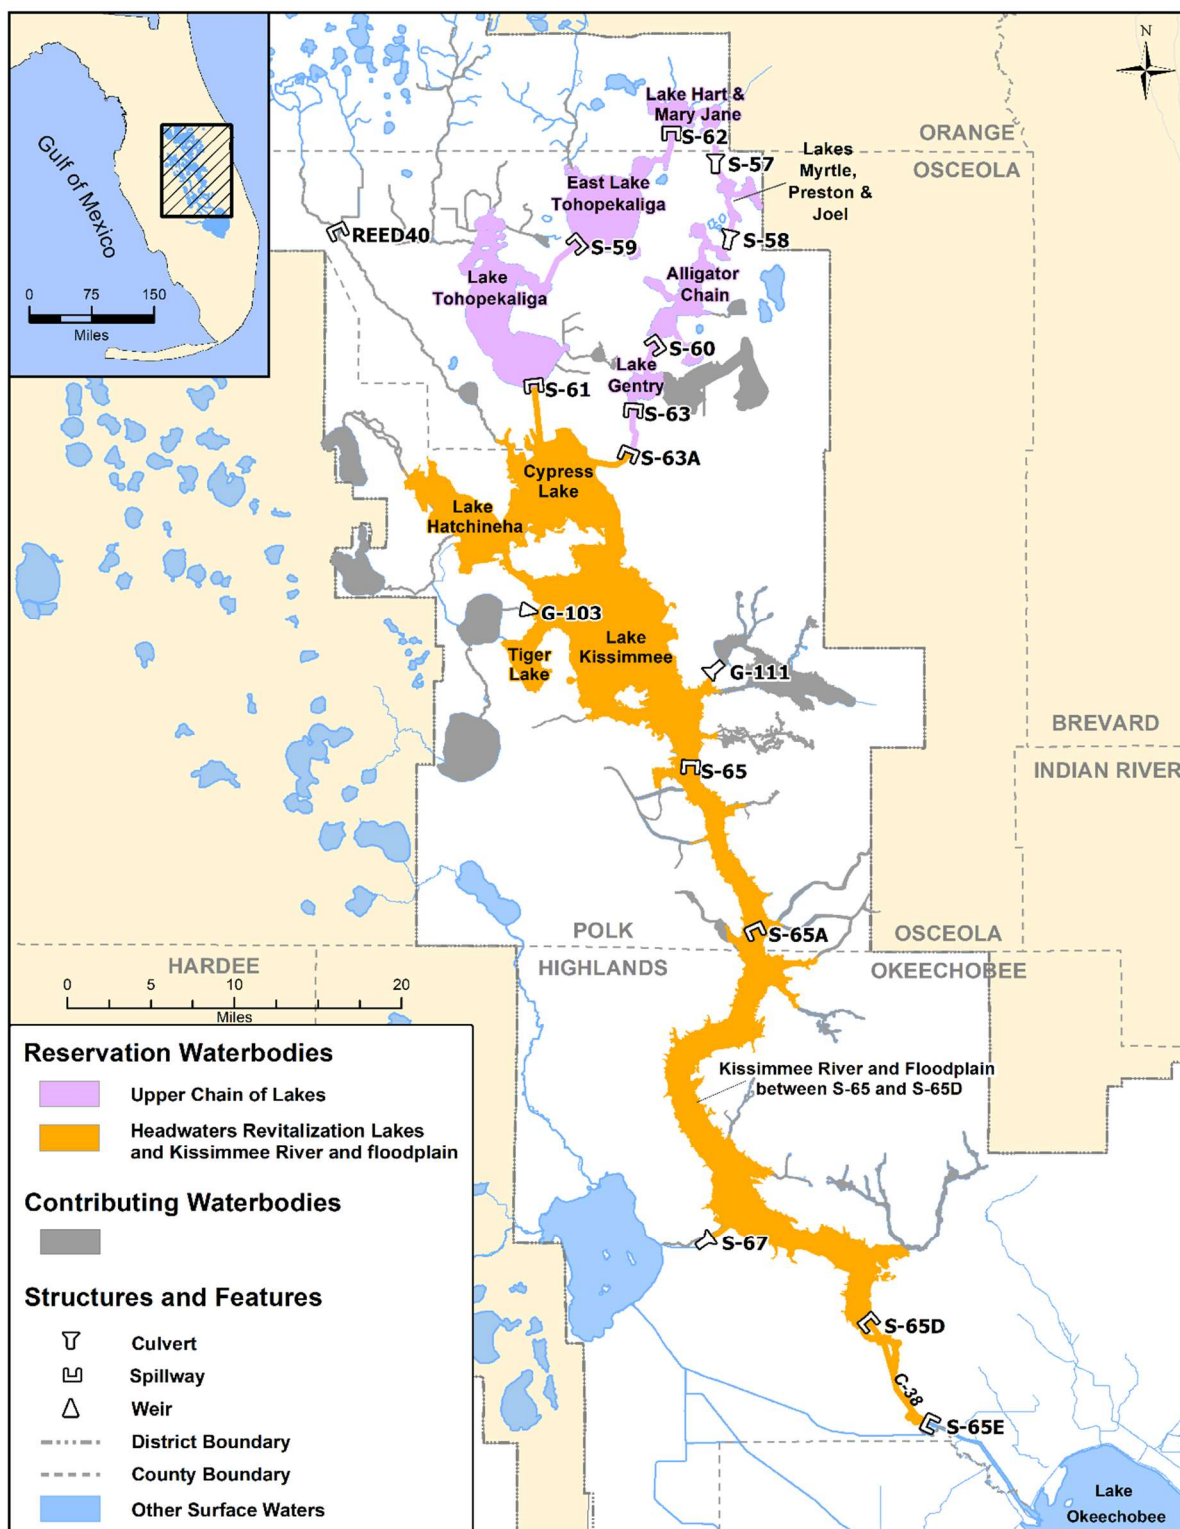 N
Gulf of Mexico
0 75 150
Miles
Lake Hart &
Mary Jane
S-62
ORANGE
OSCEOLA
S-57
Lakes
Myrtle,
Preston &
Joel
East Lake
Tohopekaliga
REED40
S-59
S-58
Lake
Tohopekaliga
Alligator
Chain
S-60
Lake
Gentry
S-61
S-63
S-63A
Cypress
Lake
Lake
Hatchineha
G-103
Lake
Kissimmee
Tiger
Lake
G-111
BREVARD
INDIAN RIVER
S-65
S-65A
POLK
OSCEOLA
HARDEE
HIGHLANDS
OKEECHOBEE
0 5 10 20
Miles
Kissimmee River and Floodplain
between S-65 and S-65D
S-67
S-65D
C-38
S-65E
Lake
Okeechobee
Reservation Waterbodies
Upper Chain of Lakes
Headwaters Revitalization Lakes
and Kissimmee River and floodplain
Contributing Waterbodies
Structures and Features
Culvert
Spillway
Weir
District Boundary
County Boundary
Other Surface Waters